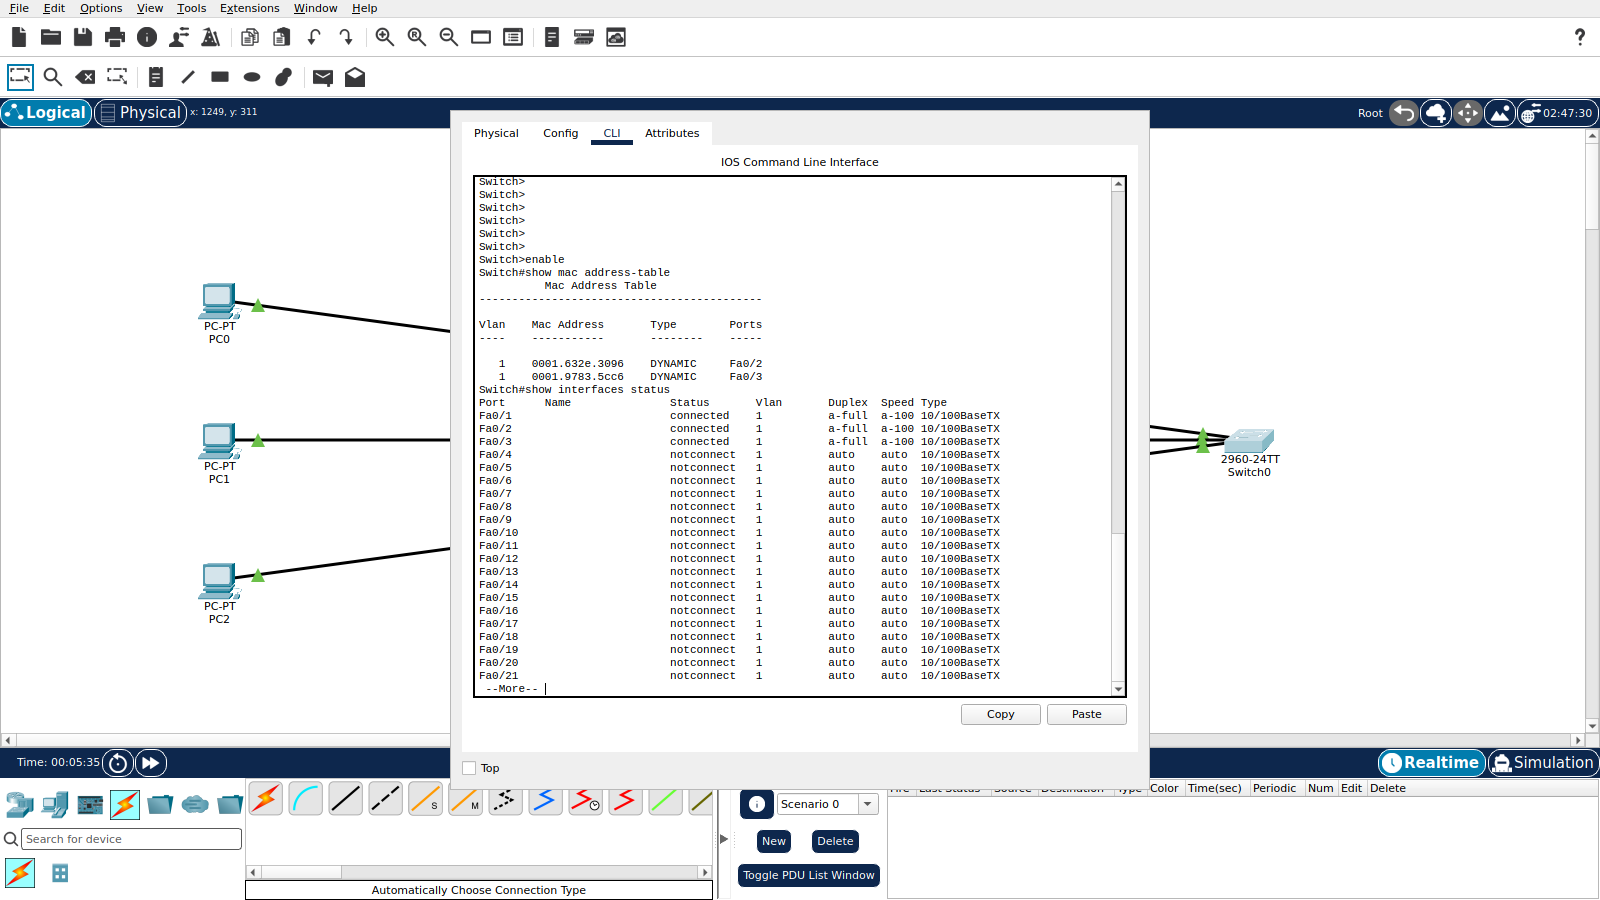 File Edit Options View Tools Extensions Window Help
Logical Physical x: 1249, y: 311 Root 02:47:30
Physical Config CLI Attributes
IOS Command Line Interface
Switch>
Switch>
Switch>
Switch>
Switch>
Switch>
Switch>enable
Switch#show mac address-table
Mac Address Table
-------------------------------------------
Vlan Mac Address Type Ports
---- ----------- -------- -----
1 0001.632e.3096 DYNAMIC Fa0/2
1 0001.9783.5cc6 DYNAMIC Fa0/3
Switch#show interfaces status
Port Name Status Vlan Duplex Speed Type
Fa0/1 connected 1 a-full a-100 10/100BaseTX
Fa0/2 connected 1 a-full a-100 10/100BaseTX
Fa0/3 connected 1 a-full a-100 10/100BaseTX
Fa0/4 notconnect 1 auto auto 10/100BaseTX
Fa0/5 notconnect 1 auto auto 10/100BaseTX
Fa0/6 notconnect 1 auto auto 10/100BaseTX
Fa0/7 notconnect 1 auto auto 10/100BaseTX
Fa0/8 notconnect 1 auto auto 10/100BaseTX
Fa0/9 notconnect 1 auto auto 10/100BaseTX
Fa0/10 notconnect 1 auto auto 10/100BaseTX
Fa0/11 notconnect 1 auto auto 10/100BaseTX
Fa0/12 notconnect 1 auto auto 10/100BaseTX
Fa0/13 notconnect 1 auto auto 10/100BaseTX
Fa0/14 notconnect 1 auto auto 10/100BaseTX
Fa0/15 notconnect 1 auto auto 10/100BaseTX
Fa0/16 notconnect 1 auto auto 10/100BaseTX
Fa0/17 notconnect 1 auto auto 10/100BaseTX
Fa0/18 notconnect 1 auto auto 10/100BaseTX
Fa0/19 notconnect 1 auto auto 10/100BaseTX
Fa0/20 notconnect 1 auto auto 10/100BaseTX
Fa0/21 notconnect 1 auto auto 10/100BaseTX
--More--
Copy Paste
Top
PC-PT
PC0
PC-PT
PC1
PC-PT
PC2
2960-24TT
Switch0
Time: 00:05:35 Realtime Simulation
S M
Search for device
Automatically Choose Connection Type
Scenario 0
New Delete
Toggle PDU List Window
Fire Last Status Source Destination Type Color Time(sec) Periodic Num Edit Delete